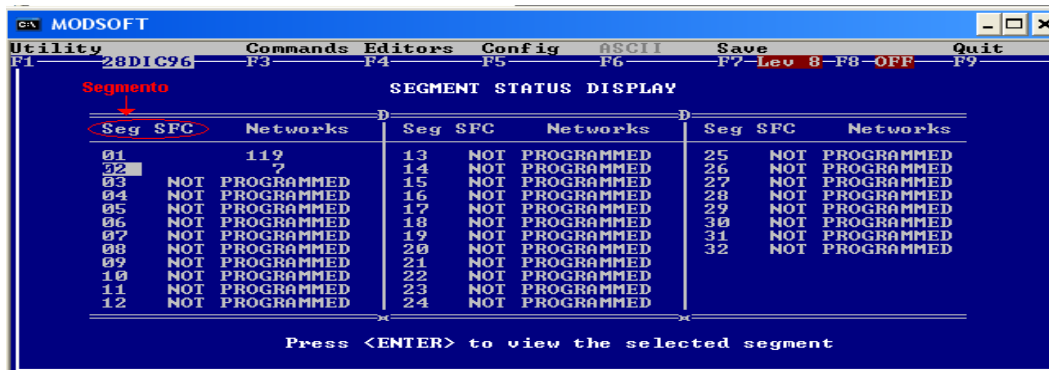 MODSOFT
Utility Commands Editors Config ASCII Save Quit
F1 28DIC96 F3 F4 F5 F6 F7 Lev 8 F8 OFF F9
Segmento SEGMENT STATUS DISPLAY
D D
Seg SFC Networks Seg SFC Networks Seg SFC Networks
01 119 13 NOT PROGRAMMED 25 NOT PROGRAMMED
02 7 14 NOT PROGRAMMED 26 NOT PROGRAMMED
03 NOT PROGRAMMED 15 NOT PROGRAMMED 27 NOT PROGRAMMED
04 NOT PROGRAMMED 16 NOT PROGRAMMED 28 NOT PROGRAMMED
05 NOT PROGRAMMED 17 NOT PROGRAMMED 29 NOT PROGRAMMED
06 NOT PROGRAMMED 18 NOT PROGRAMMED 30 NOT PROGRAMMED
07 NOT PROGRAMMED 19 NOT PROGRAMMED 31 NOT PROGRAMMED
08 NOT PROGRAMMED 20 NOT PROGRAMMED 32 NOT PROGRAMMED
09 NOT PROGRAMMED 21 NOT PROGRAMMED
10 NOT PROGRAMMED 22 NOT PROGRAMMED
11 NOT PROGRAMMED 23 NOT PROGRAMMED
12 NOT PROGRAMMED 24 NOT PROGRAMMED
Press <ENTER> to view the selected segment